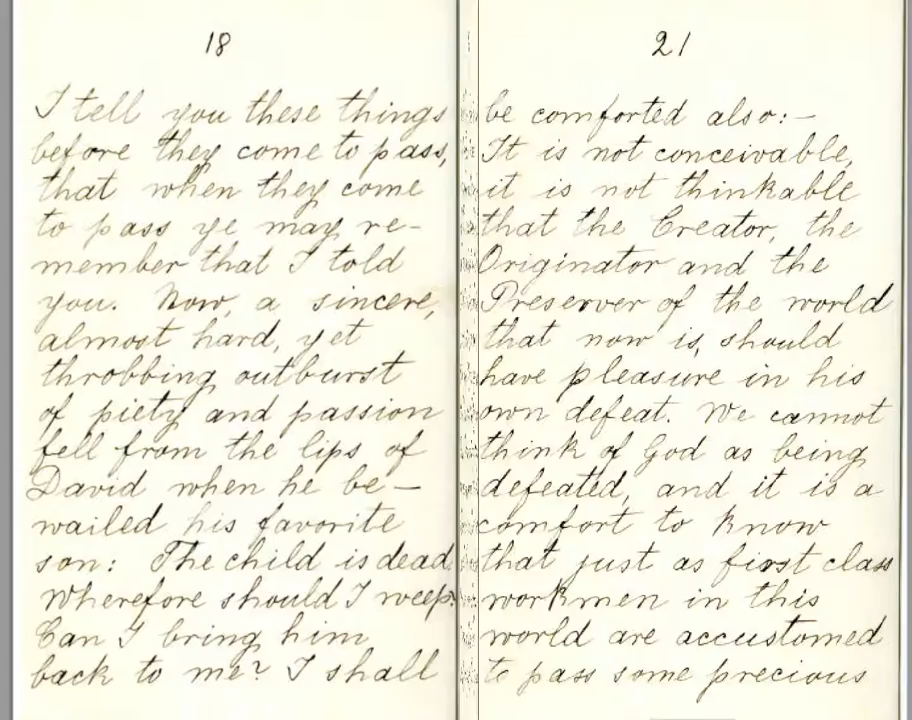 18
I tell you these things
before they come to pass,
that when they come
to pass ye may re-
member that I told
you. Now, a sincere,
almost hard, yet
throbbing outburst
of piety and passion
fell from the lips of
David when he be-
wailed his favorite
son: The child is dead
Wherefore should I weep?
Can I bring him
back to me? I shall
21
be comforted also:-
It is not conceivable,
it is not thinkable
that the Creator, the
Originator and the
Preserver of the world
that now is, should
have pleasure in his
own defeat. We cannot
think of God as being
defeated, and it is a
comfort to know
that just as first class
workmen in this
world are accustomed
to pass some precious